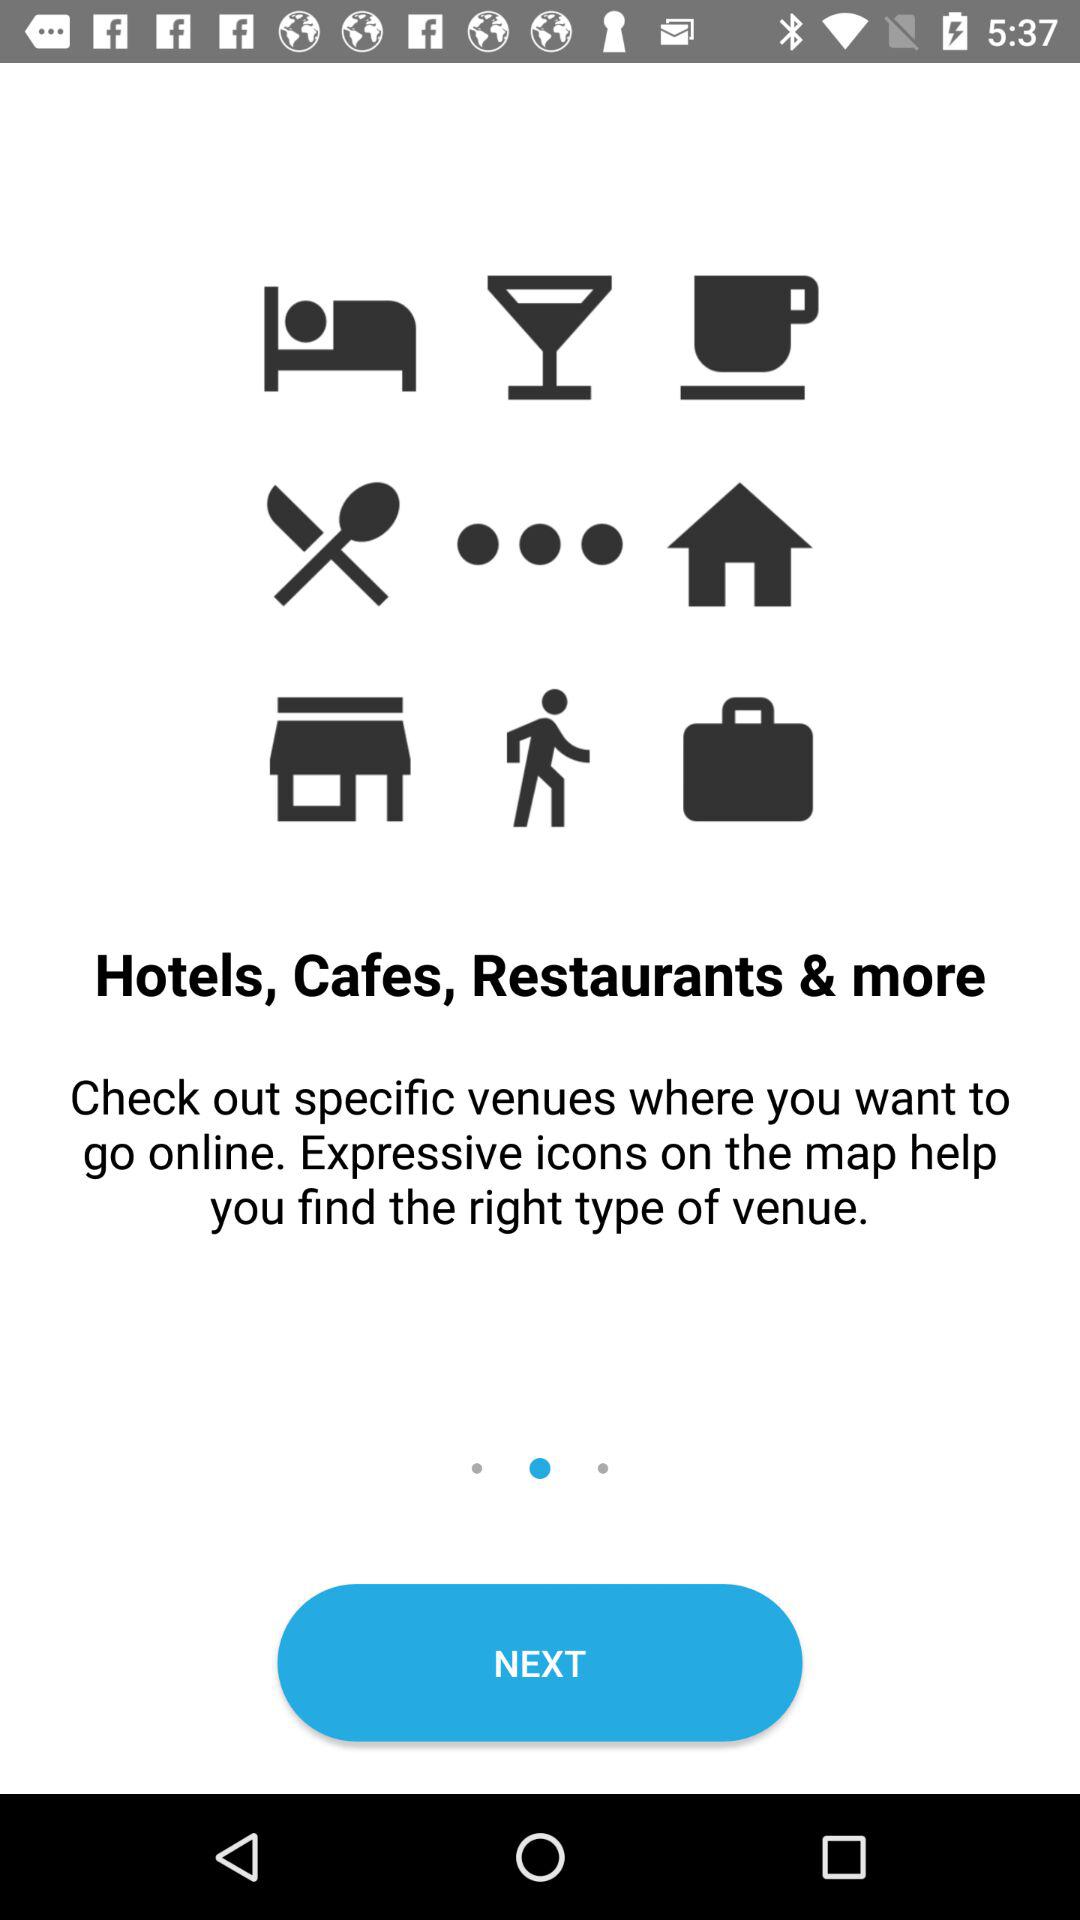 5:37
Hotels, Cafes, Restaurants & more
Check out specific venues where you want to
go online. Expressive icons on the map help
you find the right type of venue.
NEXT